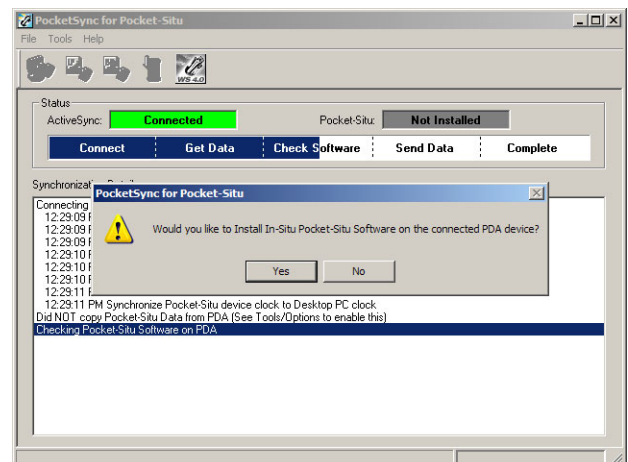 PocketSync for Pocket-Situ
File Tools Help
WS 4.0
Status
ActiveSync: Connected Pocket-Situ: Not Installed
Connect Get Data Check Software Send Data Complete
PocketSync for Pocket-Situ
Would you like to Install In-Situ Pocket-Situ Software on the connected PDA device?
Yes No
Connecting
12:29:09
12:29:09
12:29:09
12:29:10
12:29:10
12:29:10
12:29:11
12:29:11 PM Synchronize Pocket-Situ device clock to Desktop PC clock
Did NOT copy Pocket-Situ Data from PDA (See Tools/Options to enable this)
Checking Pocket-Situ Software on PDA